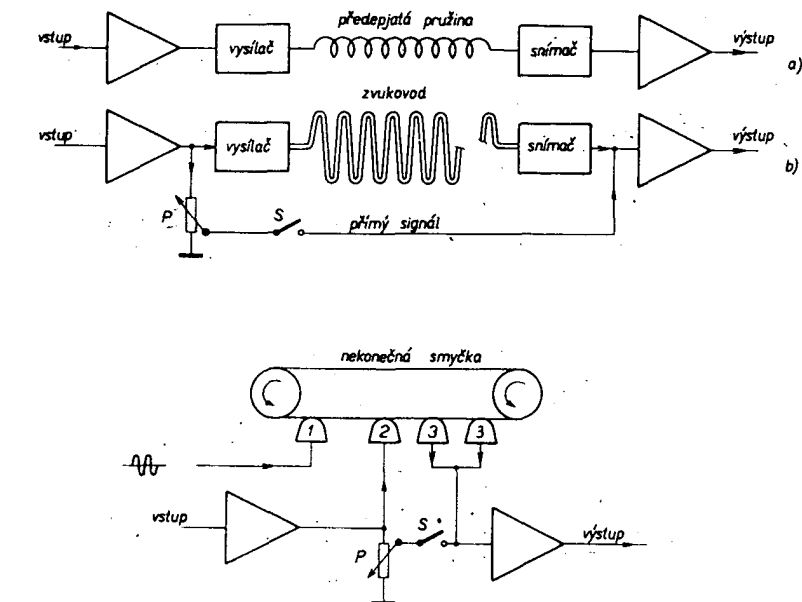 předepjatá pružina
vstup
vysílač
snímač
výstup
a)
zvukovod
vstup
vysílač
snímač
výstup
b)
P
S
přímý signál
nekonečná smyčka
1
2
3
3
vstup
P
S
výstup